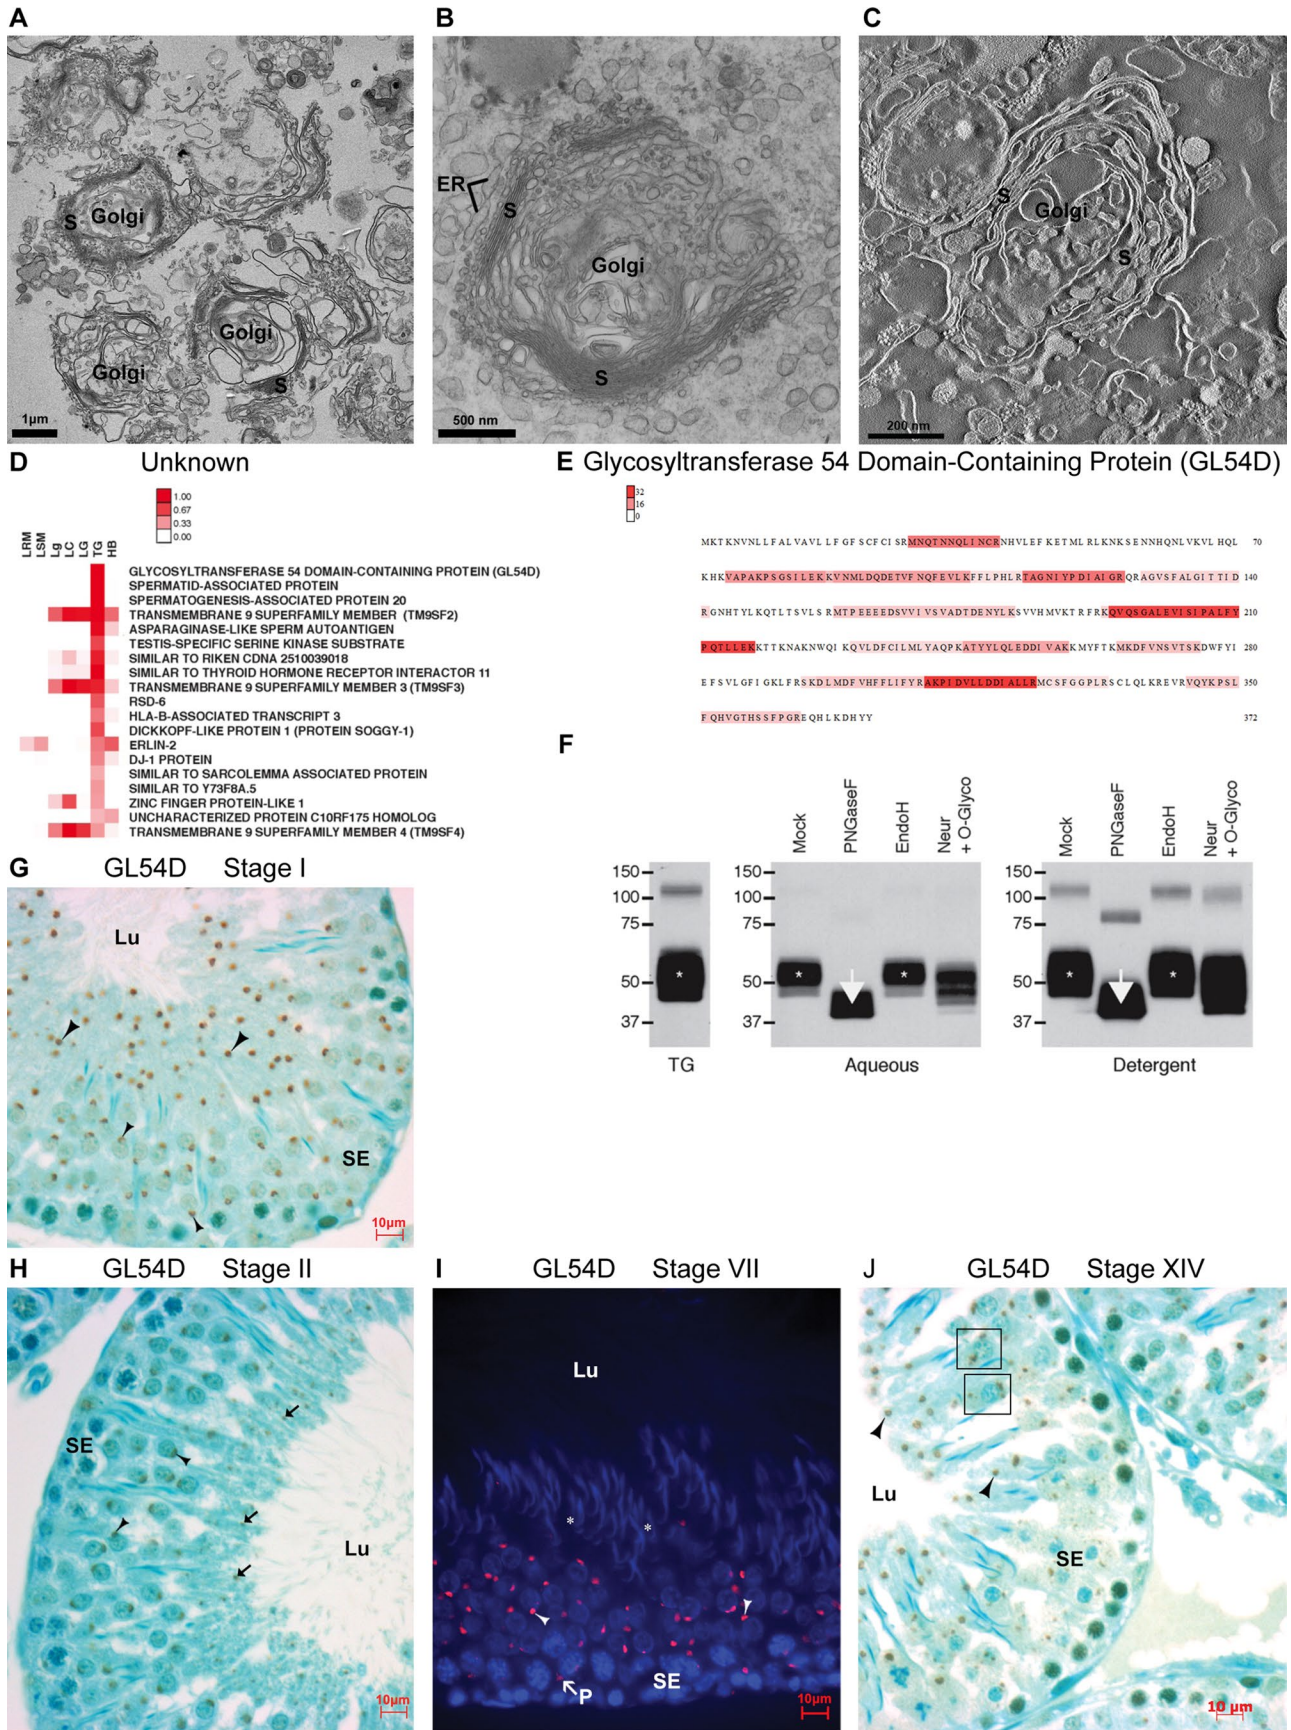 A
B
C
S
Golgi
Golgi
Golgi
S
1µm
ER
S
Golgi
S
500 nm
S
Golgi
S
200 nm
D Unknown
1.00
0.67
0.33
0.00
LRM
LSM
Lg
LC
LG
TG
HB
GLYCOSYLTRANSFERASE 54 DOMAIN-CONTAINING PROTEIN (GL54D)
SPERMATID-ASSOCIATED PROTEIN
SPERMATOGENESIS-ASSOCIATED PROTEIN 20
TRANSMEMBRANE 9 SUPERFAMILY MEMBER (TM9SF2)
ASPARAGINASE-LIKE SPERM AUTOANTIGEN
TESTIS-SPECIFIC SERINE KINASE SUBSTRATE
SIMILAR TO RIKEN CDNA 2510039018
SIMILAR TO THYROID HORMONE RECEPTOR INTERACTOR 11
TRANSMEMBRANE 9 SUPERFAMILY MEMBER 3 (TM9SF3)
RSD-6
HLA-B-ASSOCIATED TRANSCRIPT 3
DICKKOPF-LIKE PROTEIN 1 (PROTEIN SOGGY-1)
ERLIN-2
DJ-1 PROTEIN
SIMILAR TO SARCOLEMMA ASSOCIATED PROTEIN
SIMILAR TO Y73F8A.5
ZINC FINGER PROTEIN-LIKE 1
UNCHARACTERIZED PROTEIN C10RF175 HOMOLOG
TRANSMEMBRANE 9 SUPERFAMILY MEMBER 4 (TM9SF4)
E Glycosyltransferase 54 Domain-Containing Protein (GL54D)
32
16
0
MKTKNVNLLFALVAVLLFGFSCFCISRMNQTNNQLINCRNHVLEFKETMLRLKNKSENNHQNLVKVLHQL 70
KHKVAPAKPSGSILEKKVNMLDQDETVFNQFEVLKFFLPHLRTAGNIYPDIAIGRQRAGVSFALGITTID 140
RGNHTYLKQTLTSVLSRMTPEEEEDSVVIVSVADTDENYLKSVVHMVKTRFRKQVQSGALEVISIPALFY 210
PQTLLEKKTTKNAKNWQIKQVLDFCILMLYAQPKATYYLQLEDDIVAKKMYFTKMKDFVNSVTSKDWFYI 280
EFSVLGFIGKLFRSKDLMDFVHFFLIFYRAKPIDVLLDDIALLRMCSFGGPLRSCLQLKREVRVQYKPSL 350
FQHVGTHSSFPGREQHLKDHYY 372
F
Mock
PNGaseF
EndoH
Neur
+ O-Glyco
Mock
PNGaseF
EndoH
Neur
+ O-Glyco
150
100
75
50
37
*
TG
150
100
75
50
37
*
*
Aqueous
150
100
75
50
37
*
*
Detergent
G GL54D Stage I
Lu
SE
10µm
H GL54D Stage II
SE
Lu
10µm
I GL54D Stage VII
Lu
*
*
P
SE
10µm
J GL54D Stage XIV
Lu
SE
10 µm